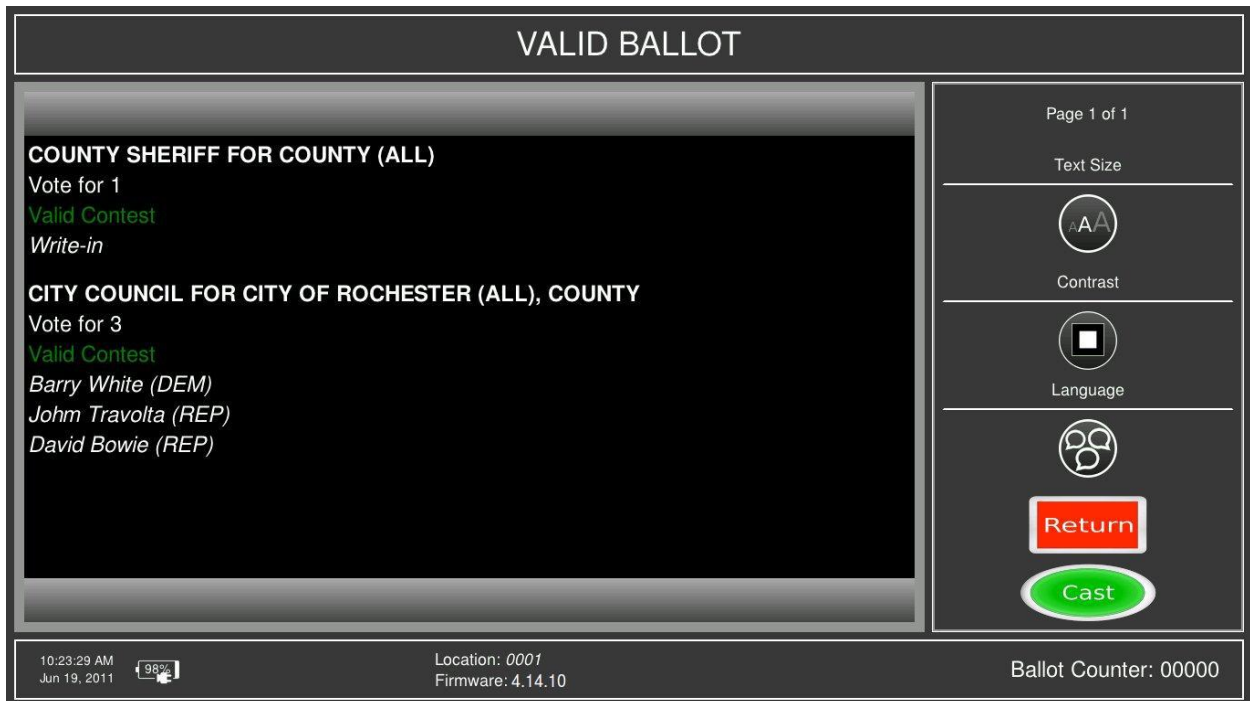 VALID BALLOT
COUNTY SHERIFF FOR COUNTY (ALL)
Vote for 1
Valid Contest
Write-in
CITY COUNCIL FOR CITY OF ROCHESTER (ALL), COUNTY
Vote for 3
Valid Contest
Barry White (DEM)
Johm Travolta (REP)
David Bowie (REP)
Page 1 of 1
Text Size
AAA
Contrast
Language
Return
Cast
10:23:29 AM
Jun 19, 2011
98%
Location: 0001
Firmware: 4.14.10
Ballot Counter: 00000